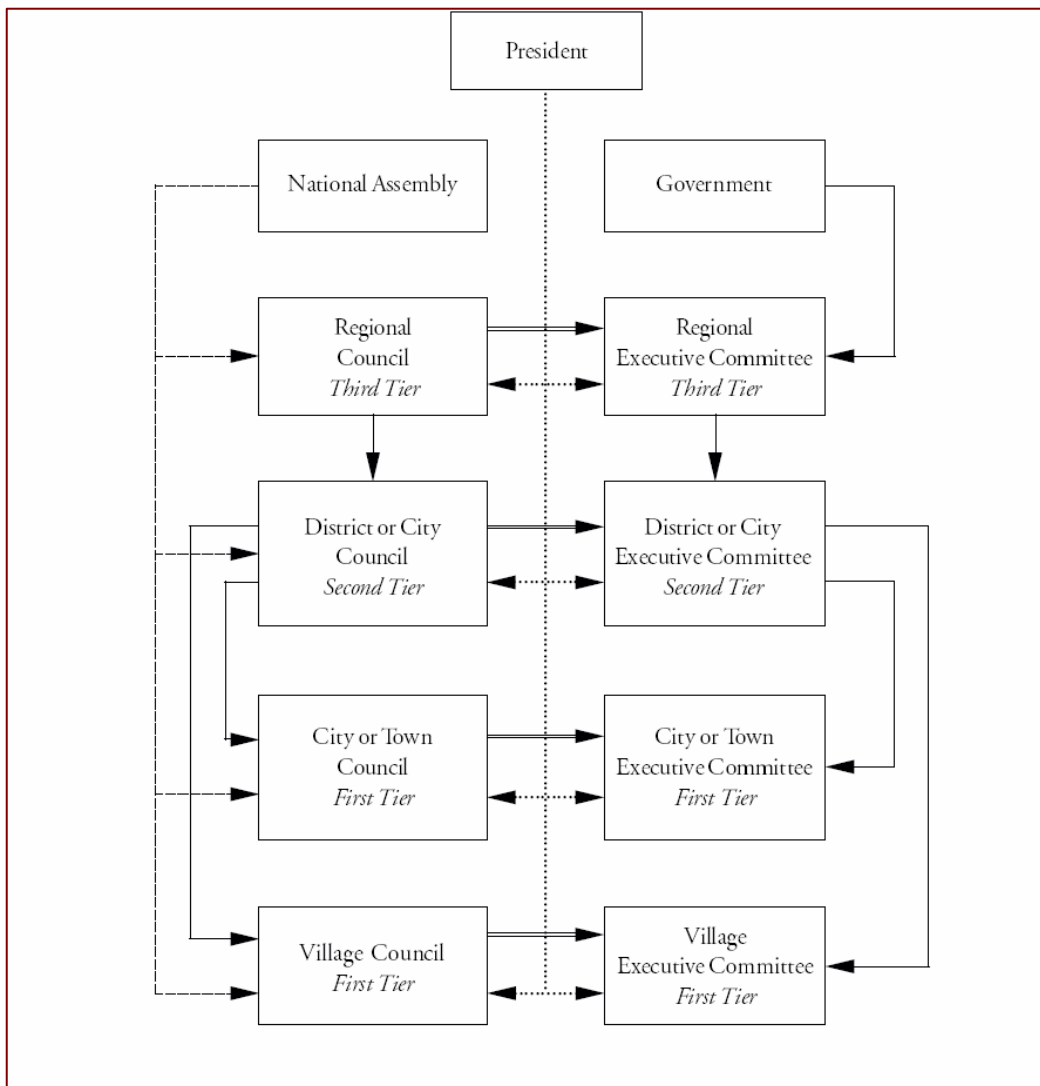 President
National Assembly
Government
Regional
Council
Third Tier
Regional
Executive Committee
Third Tier
District or City
Council
Second Tier
District or City
Executive Committee
Second Tier
City or Town
Council
First Tier
City or Town
Executive Committee
First Tier
Village Council
First Tier
Village
Executive Committee
First Tier